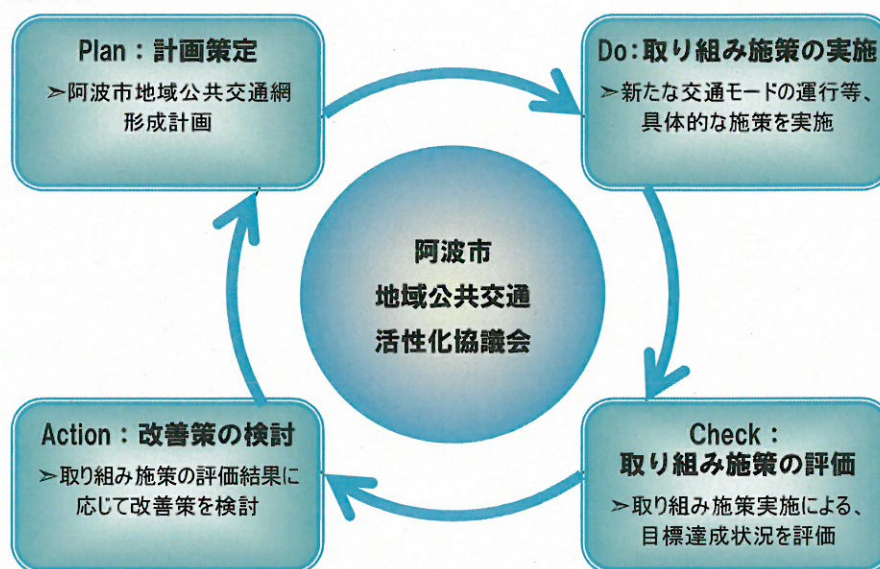 Plan：計画策定
➢阿波市地域公共交通網
形成計画
Do：取り組み施策の実施
➢新たな交通モードの運行等、
具体的な施策を実施
阿波市
地域公共交通
活性化協議会
Action：改善策の検討
➢取り組み施策の評価結果に
応じて改善策を検討
Check：
取り組み施策の評価
➢取り組み施策実施による、
目標達成状況を評価